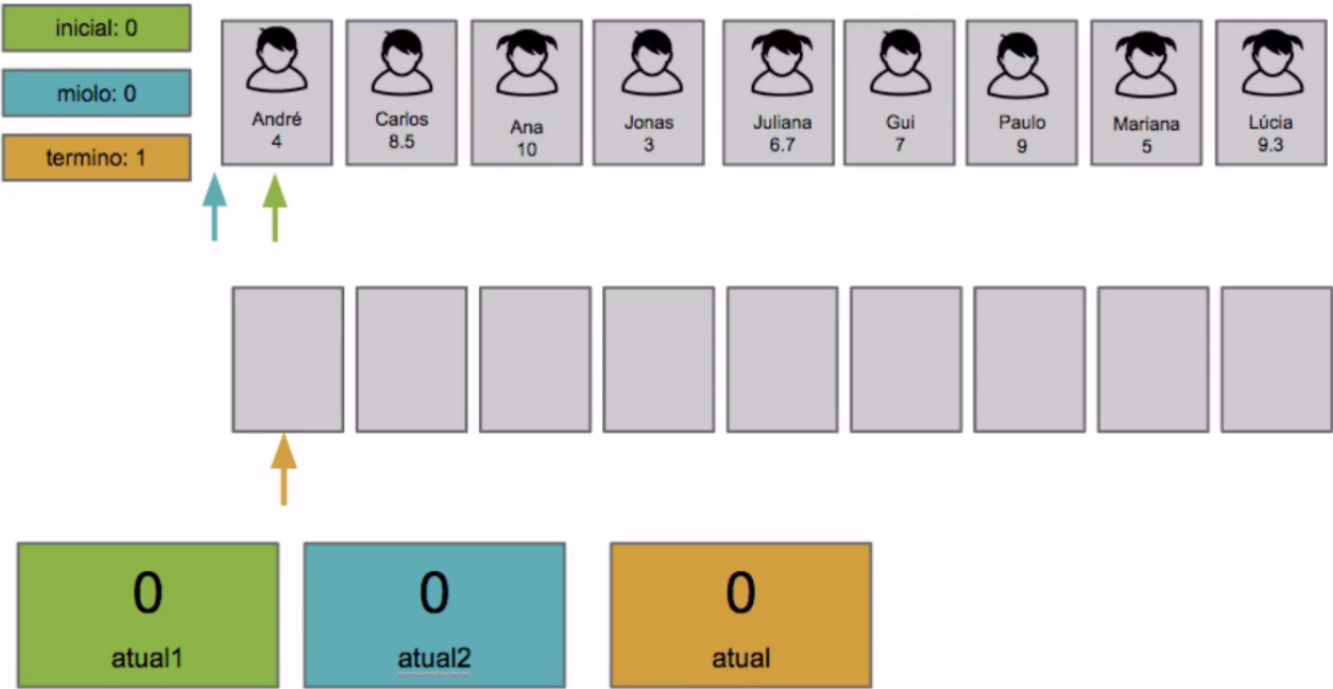 inicial: 0
miolo: 0
termino: 1
André
4
Carlos
8.5
Ana
10
Jonas
3
Juliana
6.7
Gui
7
Paulo
9
Mariana
5
Lúcia
9.3
0
atual1
0
atual2
0
atual